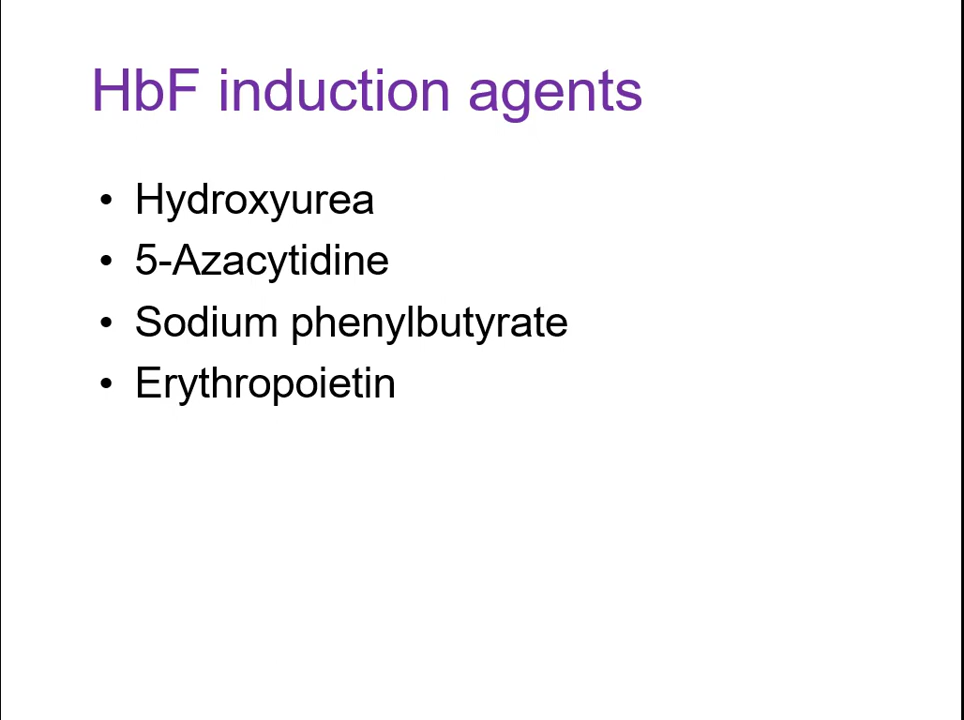 HbF induction agents
• Hydroxyurea
• 5-Azacytidine
• Sodium phenylbutyrate
• Erythropoietin